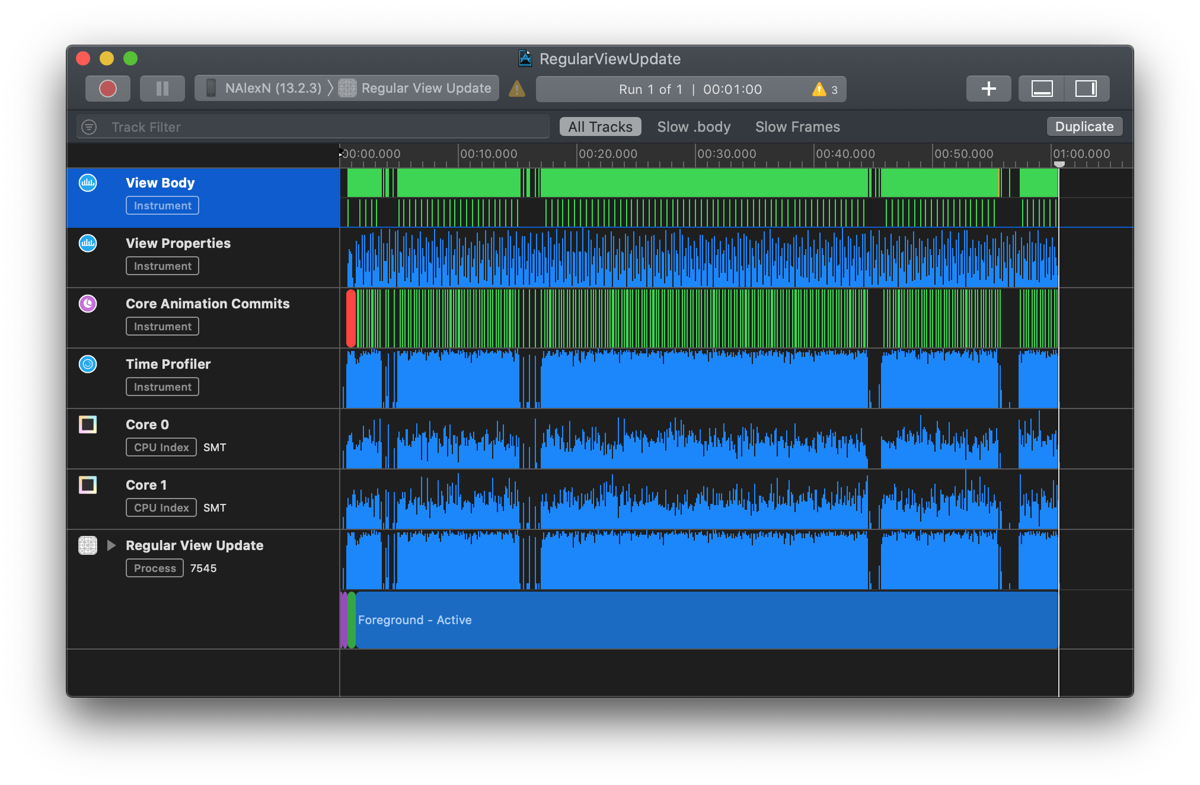 RegularViewUpdate
NAlexN (13.2.3) 〉 Regular View Update
Run 1 of 1 | 00:01:00
3
Track Filter
All Tracks Slow .body Slow Frames
Duplicate
00:00.000 00:10.000 00:20.000 00:30.000 00:40.000 00:50.000 01:00.000
View Body
Instrument
View Properties
Instrument
Core Animation Commits
Instrument
Time Profiler
Instrument
Core 0
CPU Index SMT
Core 1
CPU Index SMT
Regular View Update
Process 7545
Foreground - Active